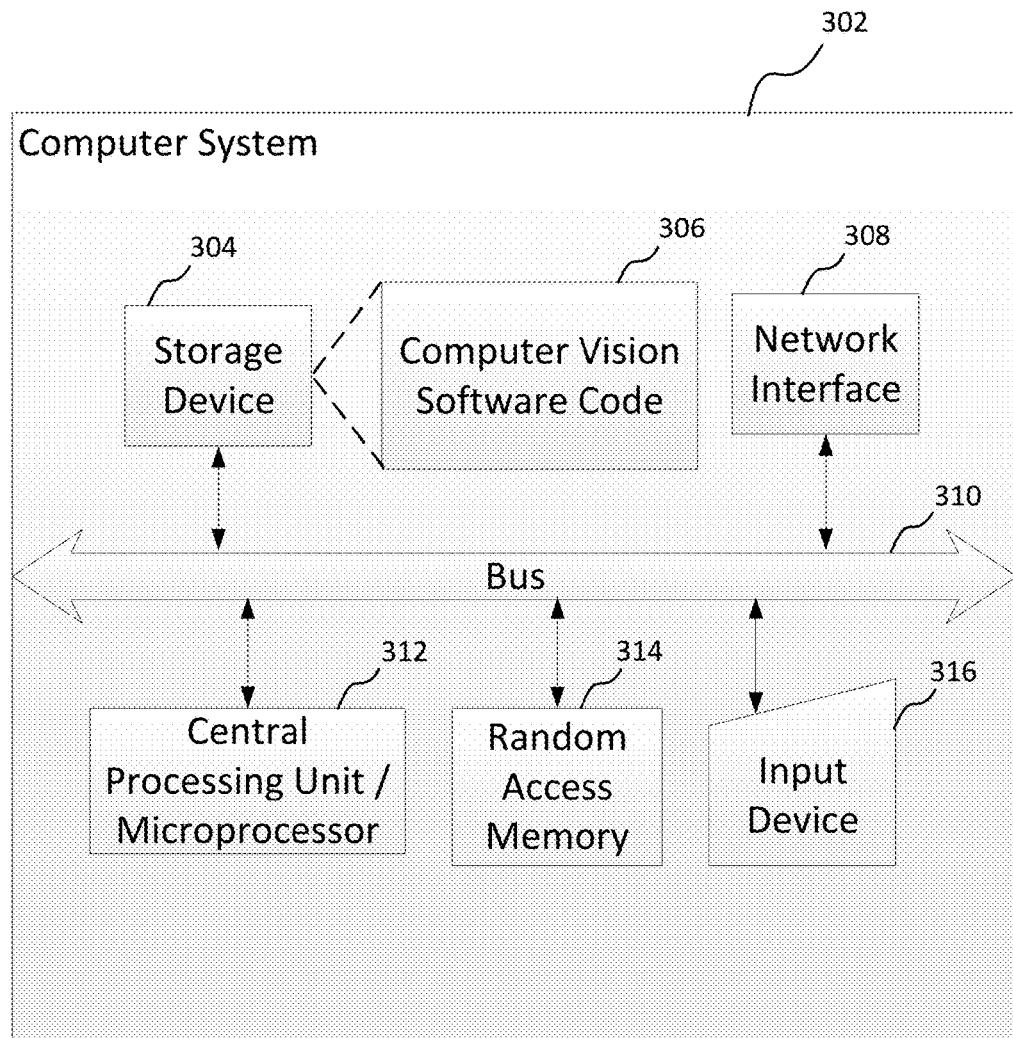 302
Computer System
304
306
308
Storage
Device
Computer Vision
Software Code
Network
Interface
310
Bus
312
314
316
Central
Processing Unit /
Microprocessor
Random
Access
Memory
Input
Device